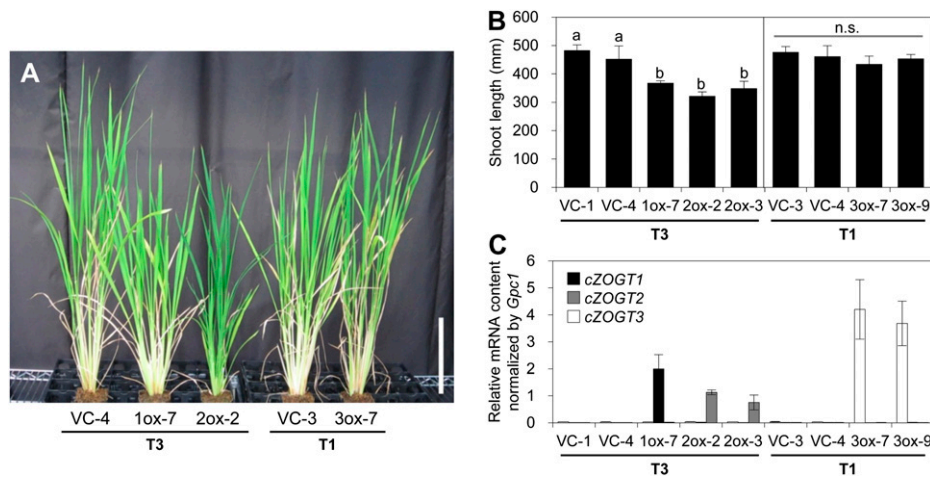 A
VC-4 1ox-7 2ox-2 VC-3 3ox-7
T3 T1
B
Shoot length (mm)
600
500
400
300
200
100
0
a a b b b n.s.
VC-1 VC-4 1ox-7 2ox-2 2ox-3 VC-3 VC-4 3ox-7 3ox-9
T3 T1
C
Relative mRNA content
normalized by Gpc1
6
5
4
3
2
1
0
cZOGT1
cZOGT2
cZOGT3
VC-1 VC-4 1ox-7 2ox-2 2ox-3 VC-3 VC-4 3ox-7 3ox-9
T3 T1